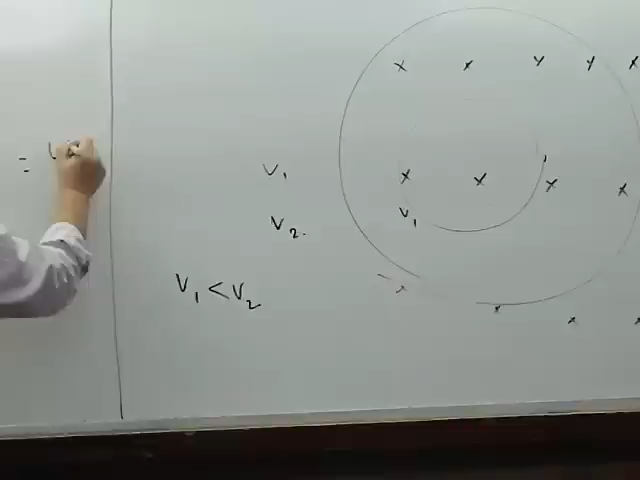 =
x x x x x
V₁
x x x x
V₁
V₂
V₁ < V₂
x x x x